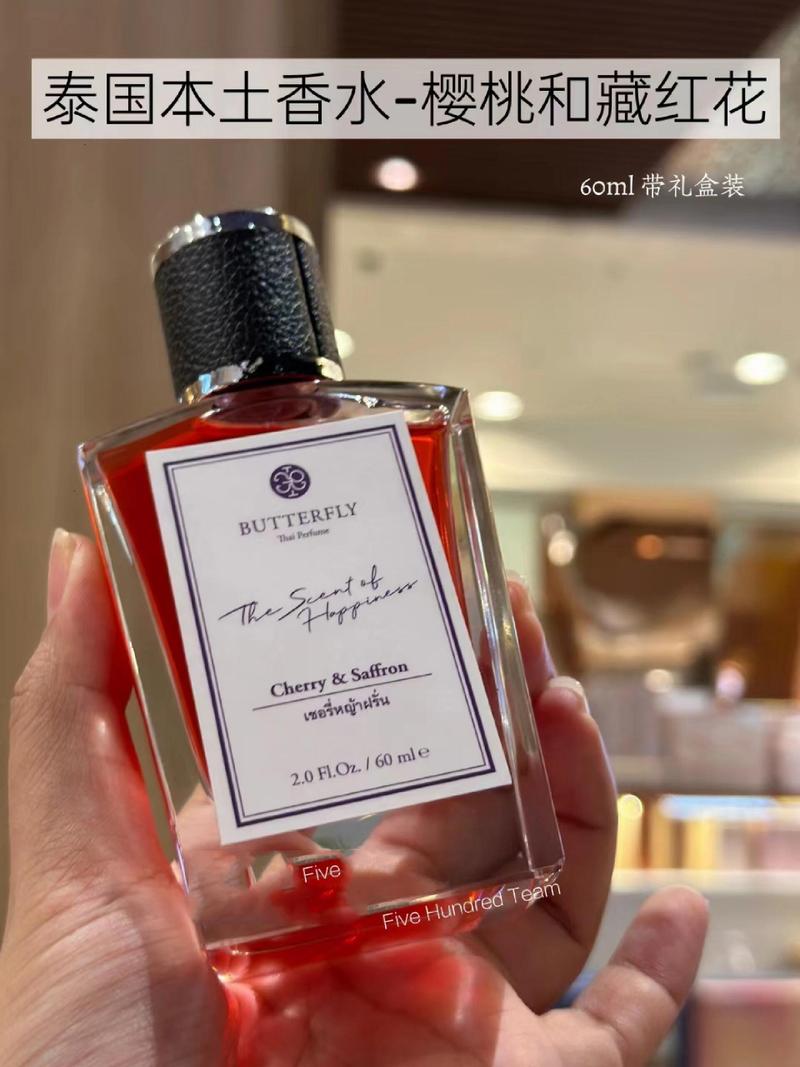 泰国本土香水-樱桃和藏红花
60ml 带礼盒装
BUTTERFLY
Thai Perfume
The Scent of
Happiness
Cherry & Saffron
เชอรี่หญ้าฝรั่น
2.0 Fl.Oz. / 60 ml ℮
Five
Five Hundred Team